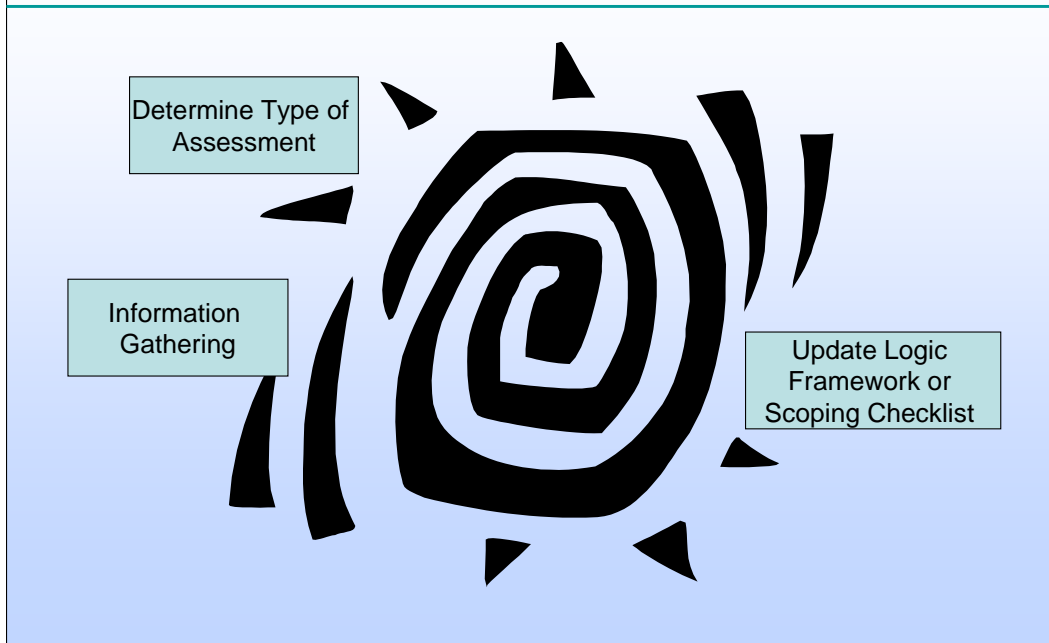 Determine Type of
Assessment
Information
Gathering
Update Logic
Framework or
Scoping Checklist